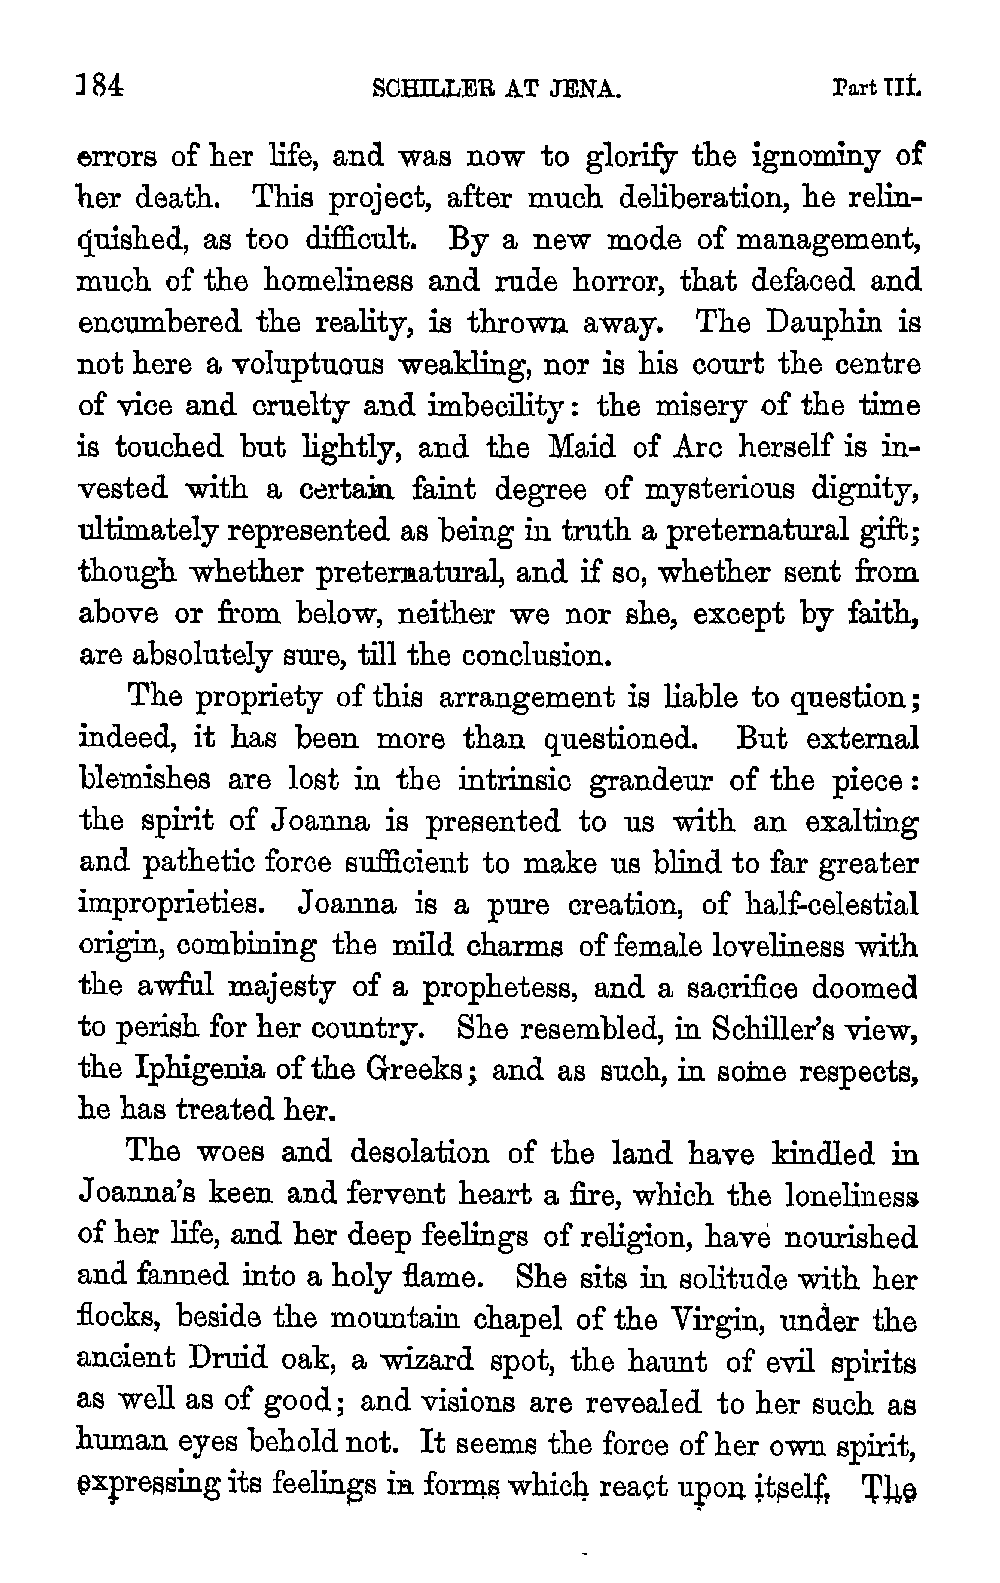 184 SCHILLER AT JENA. Part III.
errors of her life, and was now to glorify the ignominy of
her death. This project, after much deliberation, he relin-
quished, as too difficult. By a new mode of management,
much of the homeliness and rude horror, that defaced and
encumbered the reality, is thrown away. The Dauphin is
not here a voluptuous weakling, nor is his court the centre
of vice and cruelty and imbecility: the misery of the time
is touched but lightly, and the Maid of Arc herself is in-
vested with a certain faint degree of mysterious dignity,
ultimately represented as being in truth a preternatural gift;
though whether preternatural, and if so, whether sent from
above or from below, neither we nor she, except by faith,
are absolutely sure, till the conclusion.
The propriety of this arrangement is liable to question;
indeed, it has been more than questioned. But external
blemishes are lost in the intrinsic grandeur of the piece:
the spirit of Joanna is presented to us with an exalting
and pathetic force sufficient to make us blind to far greater
improprieties. Joanna is a pure creation, of half-celestial
origin, combining the mild charms of female loveliness with
the awful majesty of a prophetess, and a sacrifice doomed
to perish for her country. She resembled, in Schiller's view,
the Iphigenia of the Greeks; and as such, in some respects,
he has treated her.
The woes and desolation of the land have kindled in
Joanna's keen and fervent heart a fire, which the loneliness
of her life, and her deep feelings of religion, have nourished
and fanned into a holy flame. She sits in solitude with her
flocks, beside the mountain chapel of the Virgin, under the
ancient Druid oak, a wizard spot, the haunt of evil spirits
as well as of good; and visions are revealed to her such as
human eyes behold not. It seems the force of her own spirit,
expressing its feelings in forms which react upon itself. The